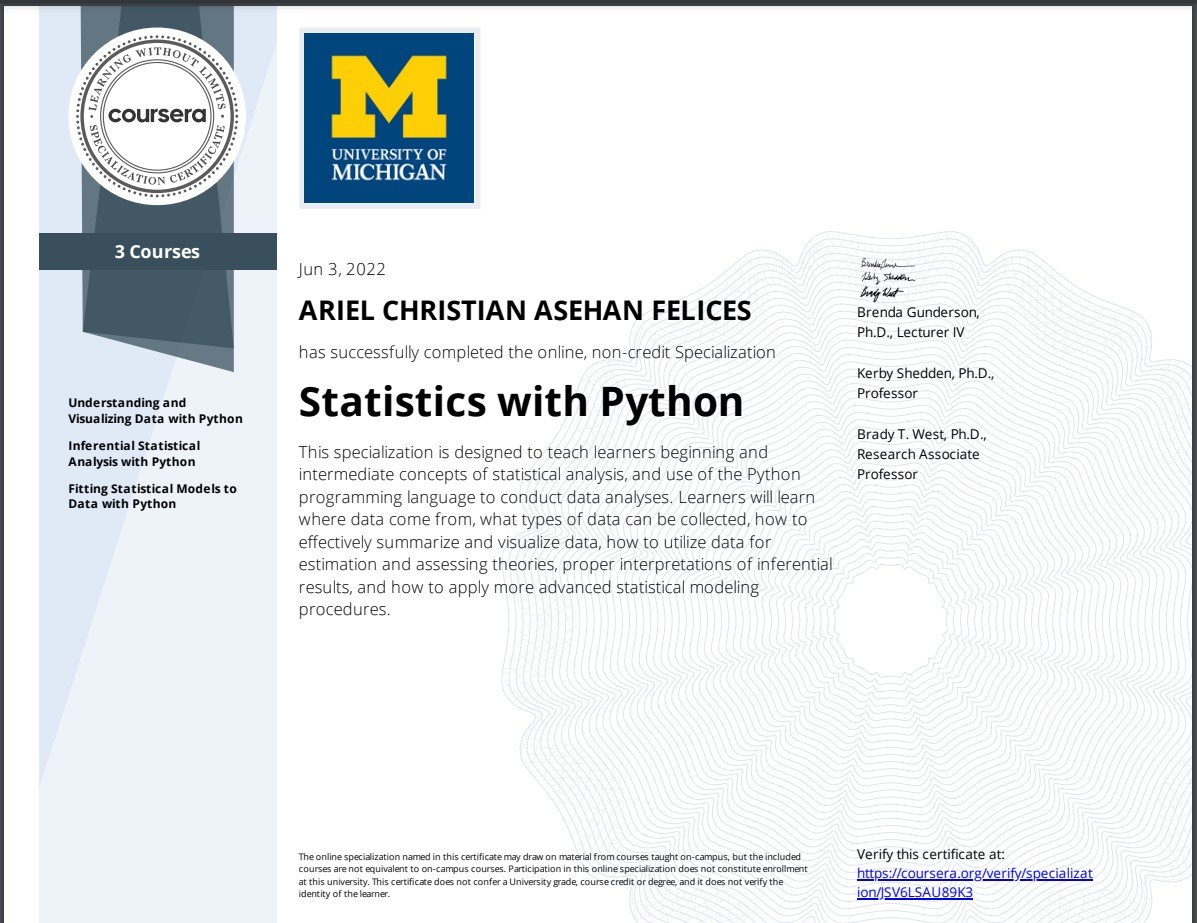 LEARNING WITHOUT LIMITS
coursera
SPECIALIZATION CERTIFICATE
3 Courses
Understanding and
Visualizing Data with Python
Inferential Statistical
Analysis with Python
Fitting Statistical Models to
Data with Python
M
UNIVERSITY OF
MICHIGAN
Jun 3, 2022
ARIEL CHRISTIAN ASEHAN FELICES
has successfully completed the online, non-credit Specialization
Statistics with Python
This specialization is designed to teach learners beginning and
intermediate concepts of statistical analysis, and use of the Python
programming language to conduct data analyses. Learners will learn
where data come from, what types of data can be collected, how to
effectively summarize and visualize data, how to utilize data for
estimation and assessing theories, proper interpretations of inferential
results, and how to apply more advanced statistical modeling
procedures.
Kerby Shedden
Brady West
Brenda Gunderson,
Ph.D., Lecturer IV
Kerby Shedden, Ph.D.,
Professor
Brady T. West, Ph.D.,
Research Associate
Professor
The online specialization named in this certificate may draw on material from courses taught on-campus, but the included
courses are not equivalent to on-campus courses. Participation in this online specialization does not constitute enrollment
at this university. This certificate does not confer a University grade, course credit or degree, and it does not verify the
identity of the learner.
Verify this certificate at:
https://coursera.org/verify/specializat
ion/JSV6LSAU89K3